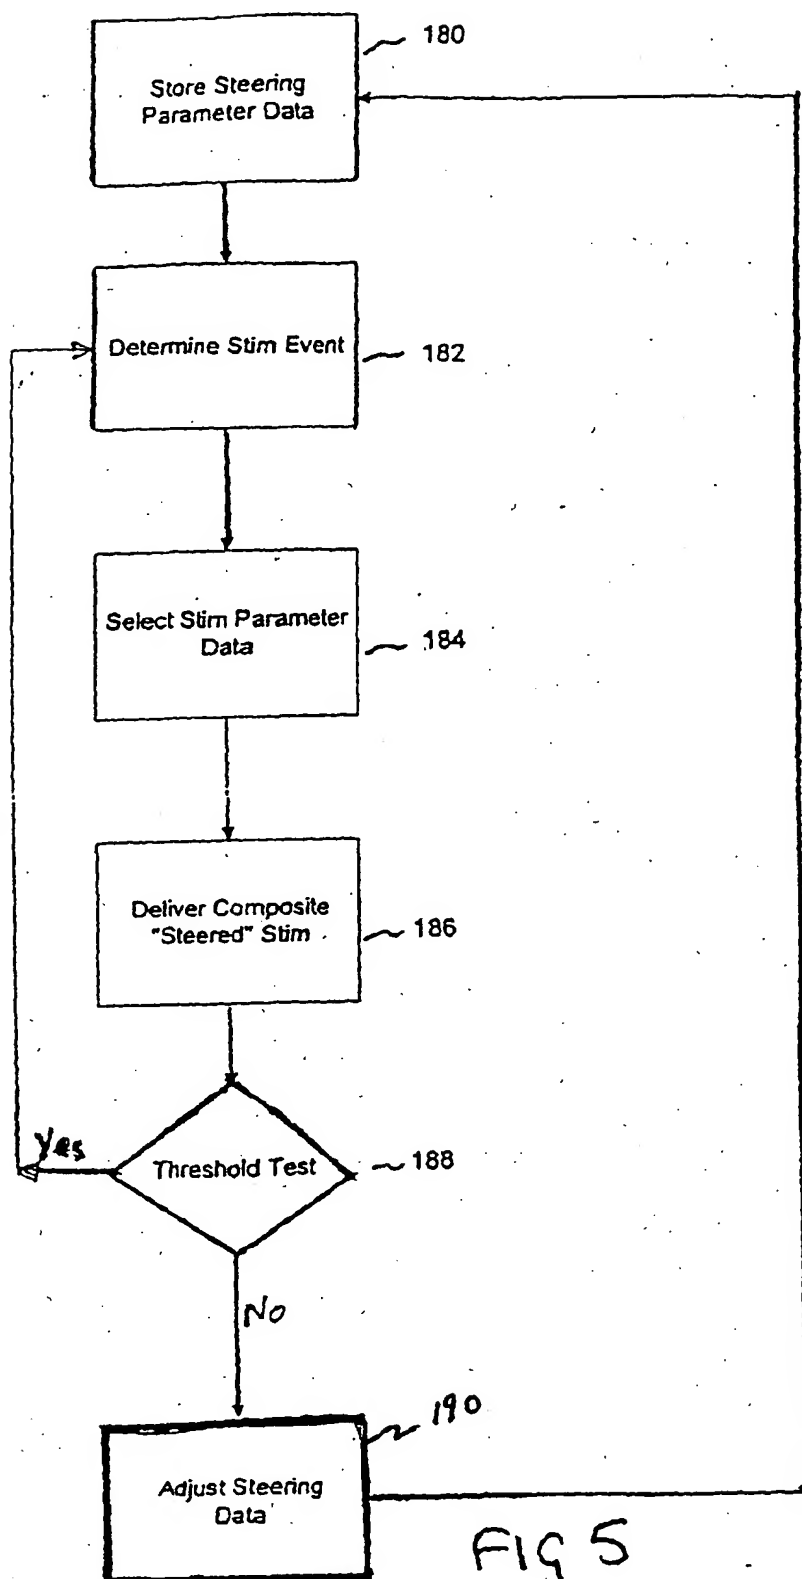 180
Store Steering
Parameter Data
Determine Stim Event
182
Select Stim Parameter
Data
184
Deliver Composite
"Steered" Stim
186
Yes
Threshold Test
188
No
190
Adjust Steering
Data
FIG 5